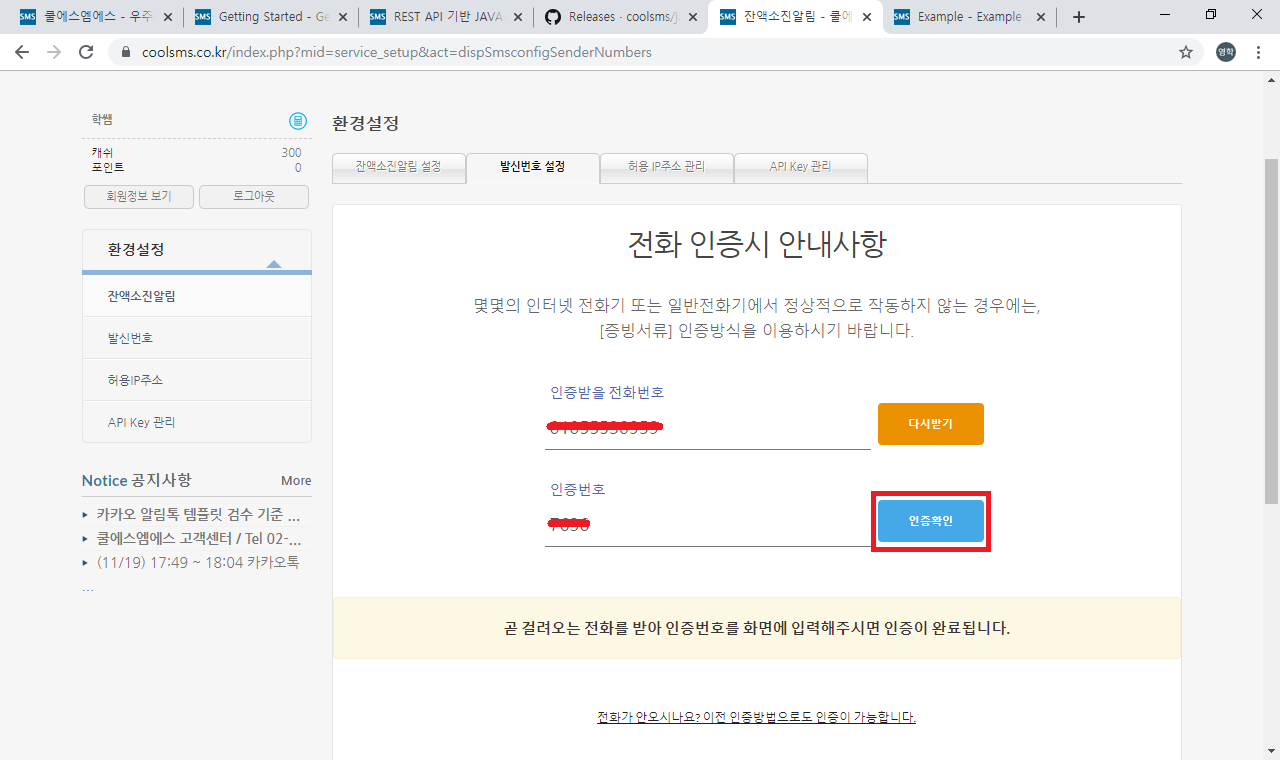 쿨에스엠에스 - 우주
Getting Started - Ge
REST API 기반 JAVA
Releases · coolsms/j
잔액소진알림 - 쿨에
Example - Example
coolsms.co.kr/index.php?mid=service_setup&act=dispSmsconfigSenderNumbers
영학
학쌤
캐쉬 300
포인트 0
회원정보 보기 로그아웃
환경설정
잔액소진알림
발신번호
허용IP주소
API Key 관리
Notice 공지사항 More
카카오 알림톡 템플릿 검수 기준 ...
쿨에스엠에스 고객센터 / Tel 02-...
(11/19) 17:49 ~ 18:04 카카오톡
...
환경설정
잔액소진알림 설정 발신번호 설정 허용 IP주소 관리 API Key 관리
전화 인증시 안내사항
몇몇의 인터넷 전화기 또는 일반전화기에서 정상적으로 작동하지 않는 경우에는,
[증빙서류] 인증방식을 이용하시기 바랍니다.
인증받을 전화번호
다시받기
인증번호
인증확인
곧 걸려오는 전화를 받아 인증번호를 화면에 입력해주시면 인증이 완료됩니다.
전화가 안오시나요? 이전 인증방법으로도 인증이 가능합니다.